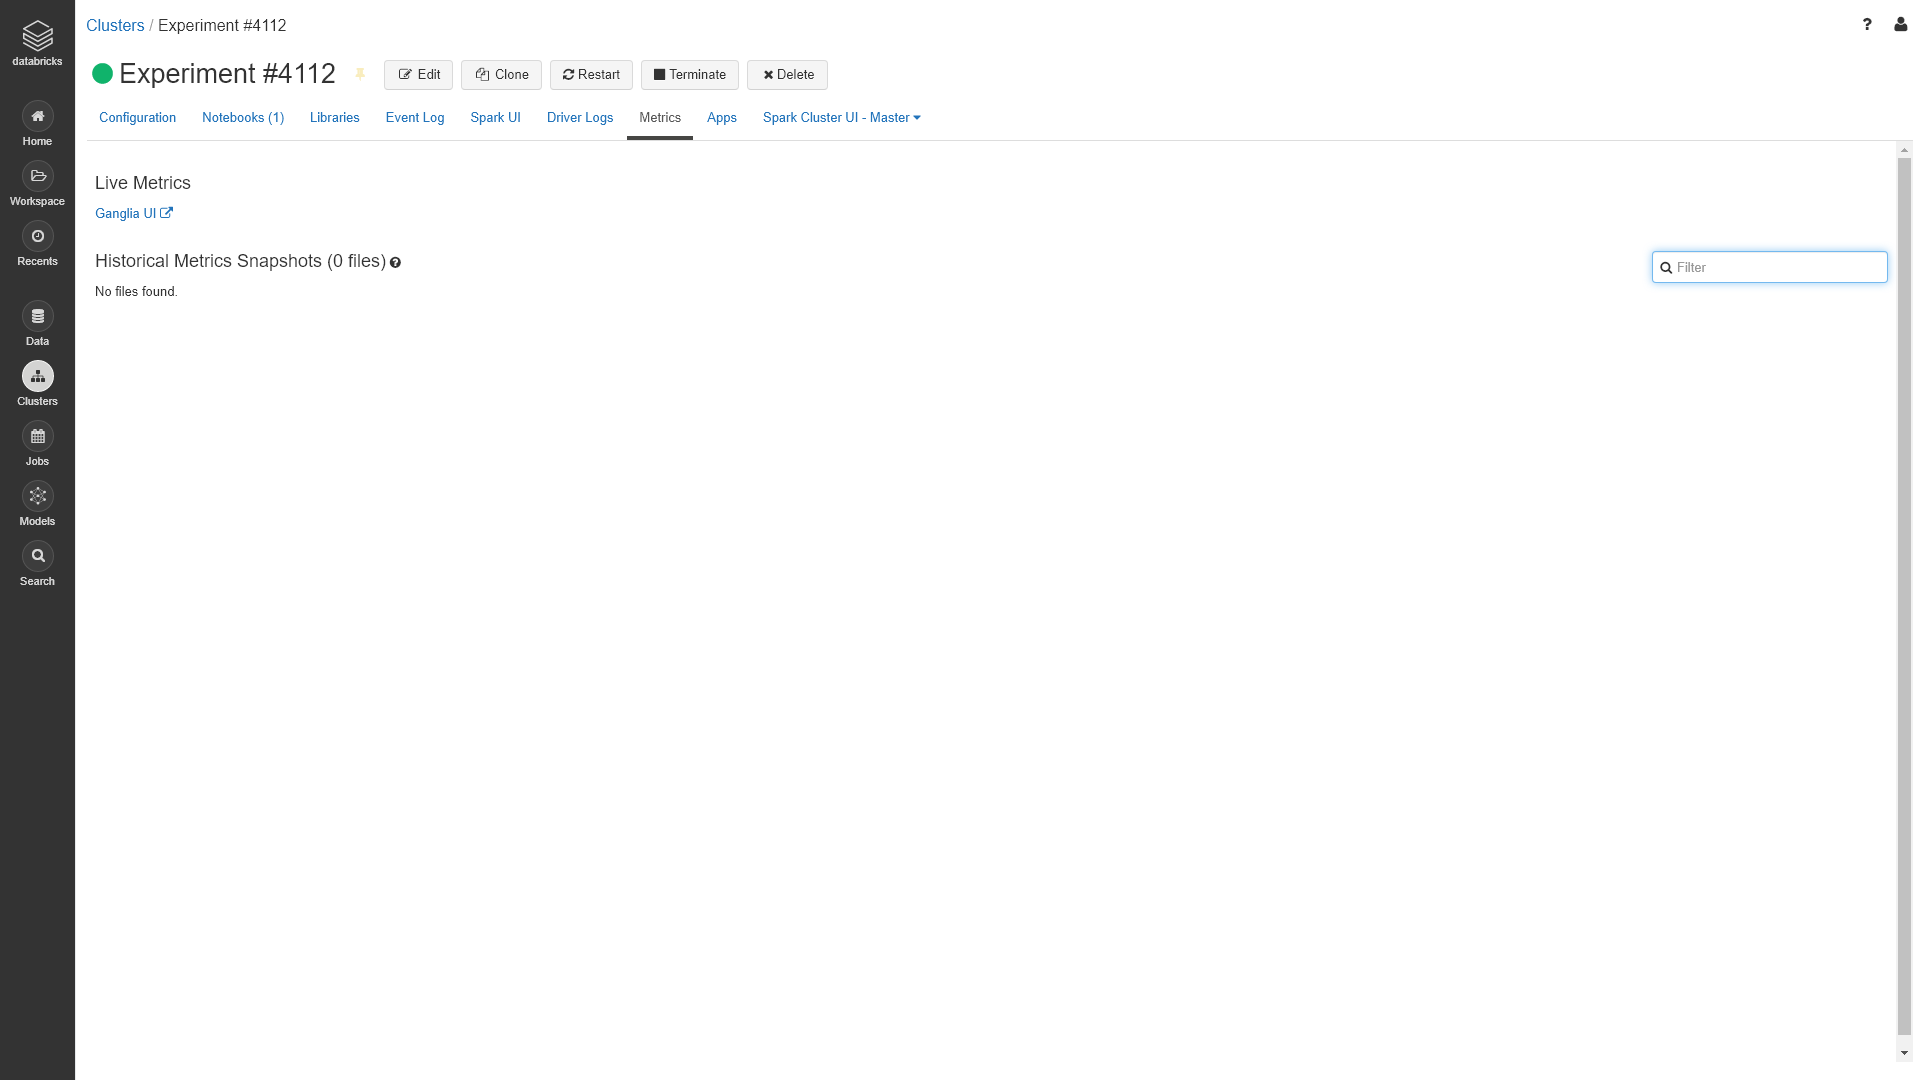 Clusters / Experiment #4112
?
databricks
Experiment #4112
Edit
Clone
Restart
Terminate
Delete
Configuration
Notebooks (1)
Libraries
Event Log
Spark UI
Driver Logs
Metrics
Apps
Spark Cluster UI - Master
Home
Workspace
Recents
Data
Clusters
Jobs
Models
Search
Live Metrics
Ganglia UI
Historical Metrics Snapshots (0 files) ?
Filter
No files found.